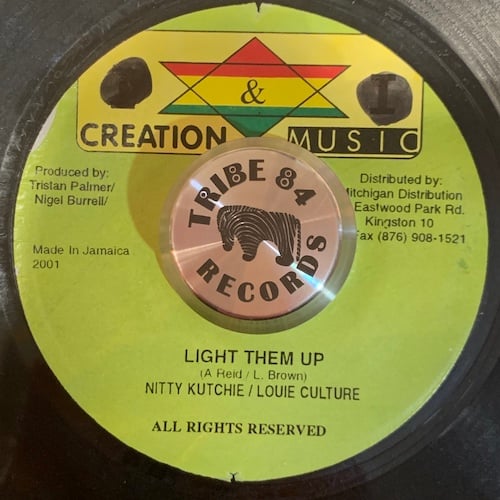 I & I
CREATION MUSIC
Produced by:
Tristan Palmer/
Nigel Burrell/
Made In Jamaica
2001
Distributed by:
Mitchigan Distribution
Eastwood Park Rd.
Kingston 10
Fax (876) 908-1521
TRIBE 84
RECORDS
LIGHT THEM UP
(A Reid / L. Brown)
NITTY KUTCHIE / LOUIE CULTURE
ALL RIGHTS RESERVED